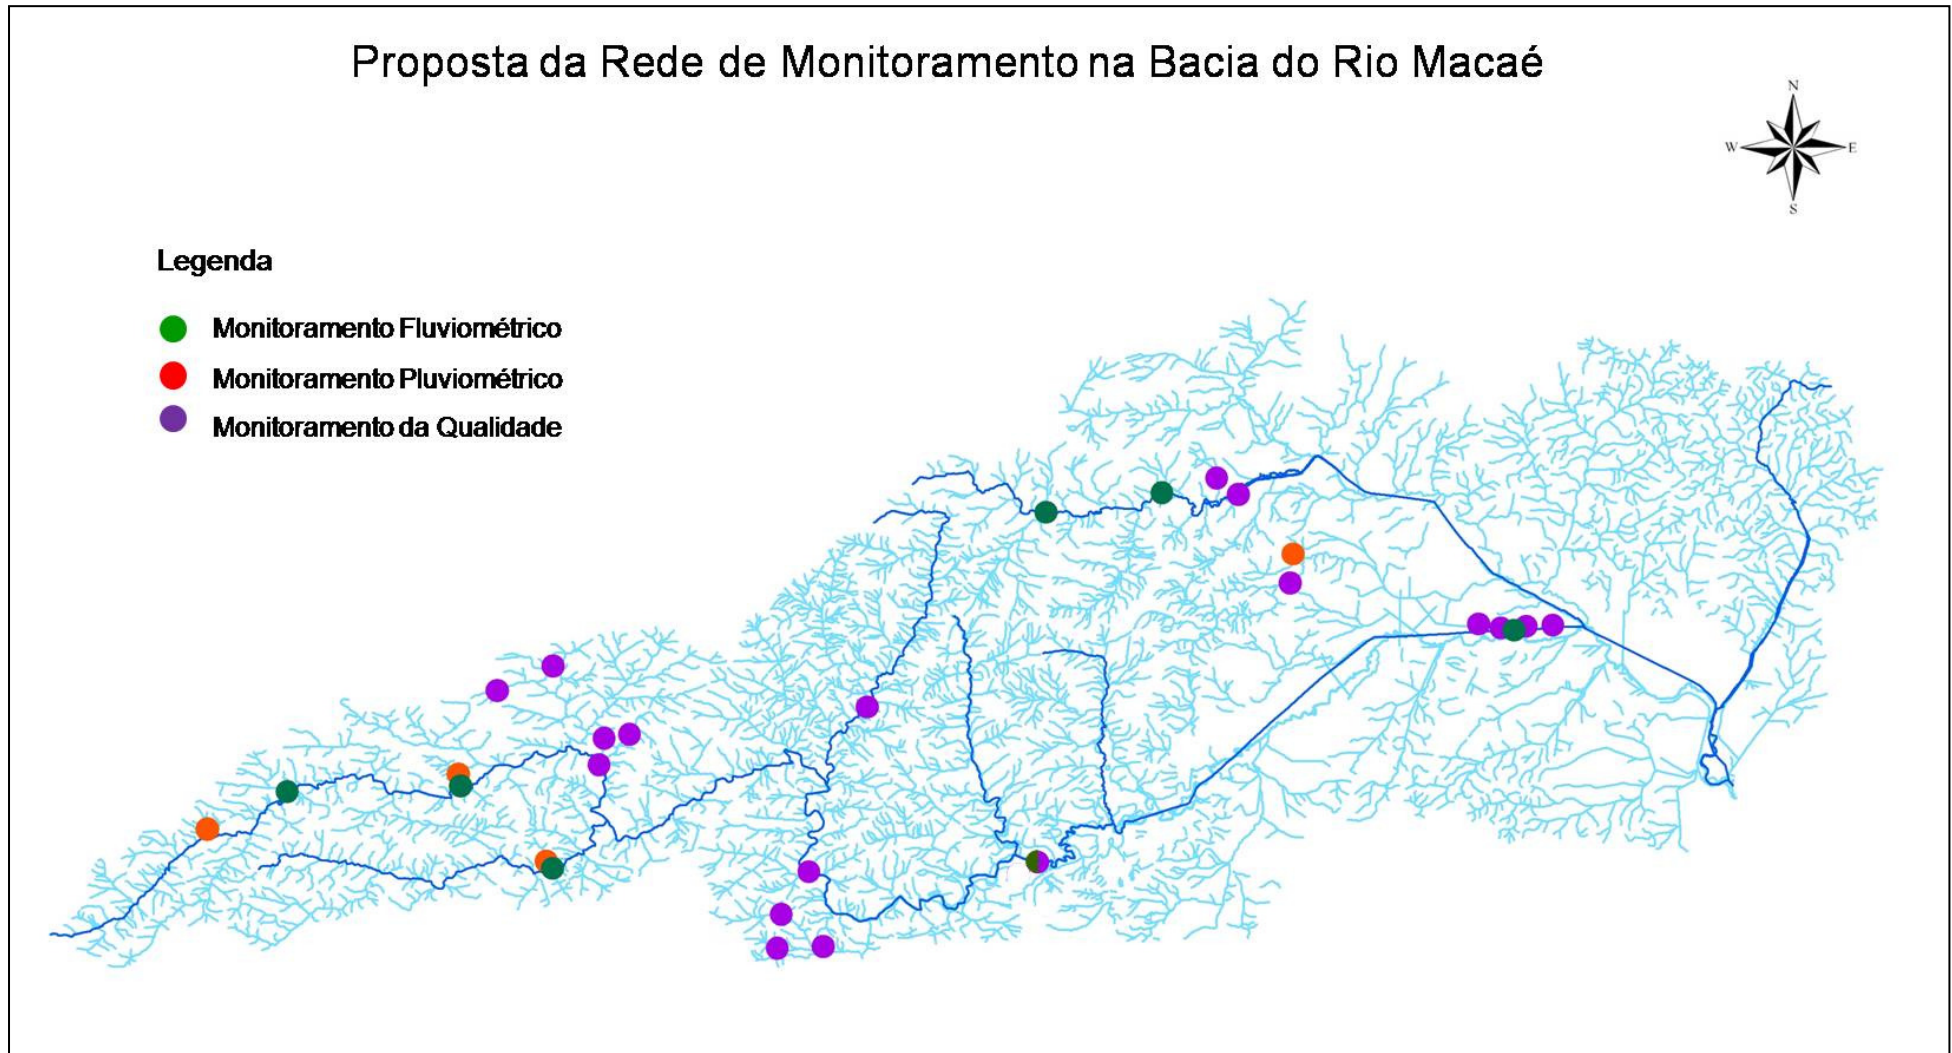 Proposta da Rede de Monitoramento na Bacia do Rio Macaé
N
W E
S
Legenda
Monitoramento Fluviométrico
Monitoramento Pluviométrico
Monitoramento da Qualidade